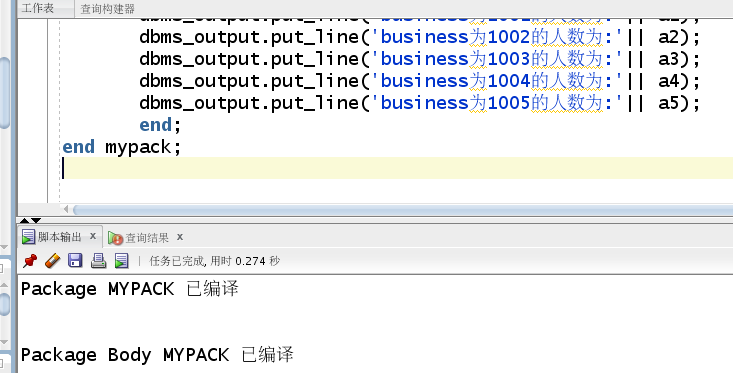 工作表 查询构建器
dbms_output.put_line('business为1002的人数为:'|| a2);
dbms_output.put_line('business为1003的人数为:'|| a3);
dbms_output.put_line('business为1004的人数为:'|| a4);
dbms_output.put_line('business为1005的人数为:'|| a5);
end;
end mypack;
脚本输出 x 查询结果 x
任务已完成, 用时 0.274 秒
Package MYPACK 已编译
Package Body MYPACK 已编译